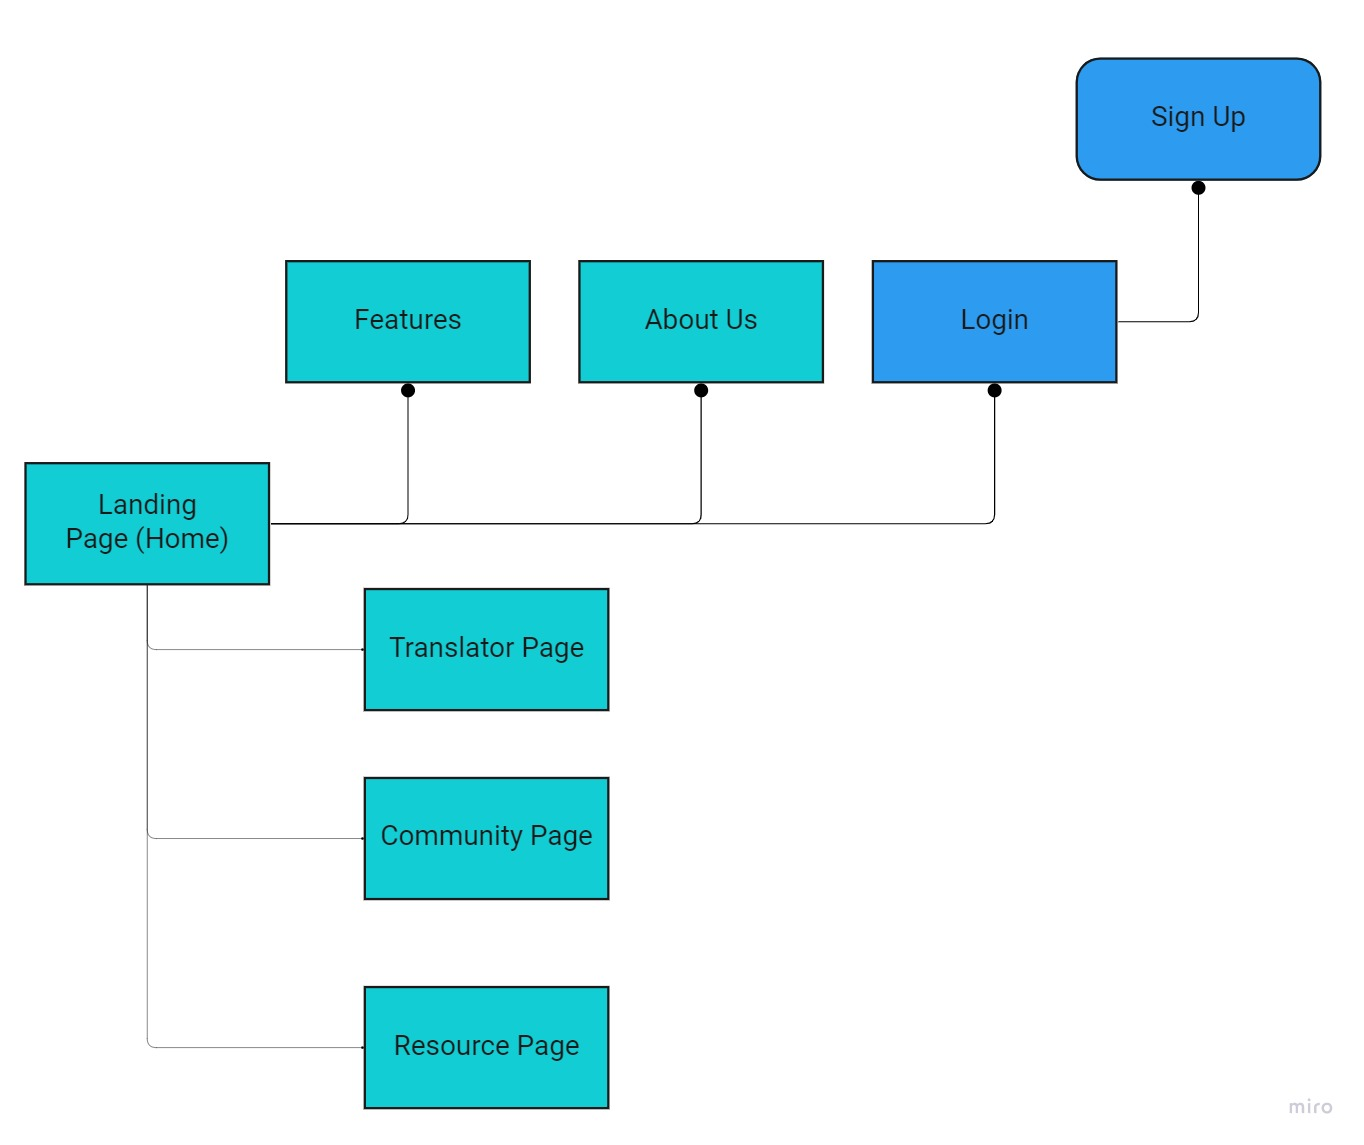 Sign Up
Features
About Us
Login
Landing
Page (Home)
Translator Page
Community Page
Resource Page
miro